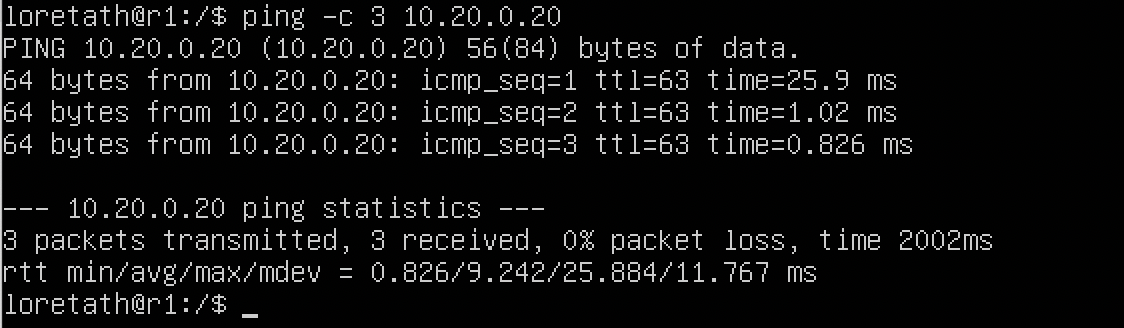 loretath@r1:/$ ping -c 3 10.20.0.20
PING 10.20.0.20 (10.20.0.20) 56(84) bytes of data.
64 bytes from 10.20.0.20: icmp_seq=1 ttl=63 time=25.9 ms
64 bytes from 10.20.0.20: icmp_seq=2 ttl=63 time=1.02 ms
64 bytes from 10.20.0.20: icmp_seq=3 ttl=63 time=0.826 ms

--- 10.20.0.20 ping statistics ---
3 packets transmitted, 3 received, 0% packet loss, time 2002ms
rtt min/avg/max/mdev = 0.826/9.242/25.884/11.767 ms
loretath@r1:/$ _